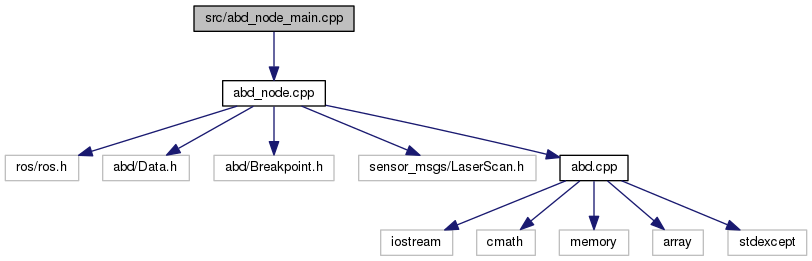 src/abd_node_main.cpp
abd_node.cpp
ros/ros.h
abd/Data.h
abd/Breakpoint.h
sensor_msgs/LaserScan.h
abd.cpp
iostream
cmath
memory
array
stdexcept